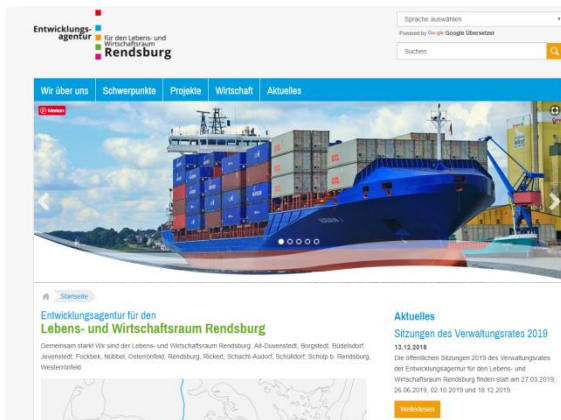 Entwicklungs-
agentur
für den Lebens- und
Wirtschaftsraum
Rendsburg
Sprache auswählen
Powered by Google Übersetzer
Suchen
Wir über uns
Schwerpunkte
Projekte
Wirtschaft
Aktuelles
Merken
Startseite
Entwicklungsagentur für den
Lebens- und Wirtschaftsraum Rendsburg
Gemeinsam stark! Wir sind der Lebens- und Wirtschaftsraum Rendsburg: Alt-Duvenstedt, Borgstedt, Büdelsdorf,
Jevenstedt, Fockbek, Nübbel, Osterrönfeld, Rendsburg, Rickert, Schacht-Audorf, Schülldorf, Schülp b. Rendsburg,
Westerrönfeld
Aktuelles
Sitzungen des Verwaltungsrates 2019
13.12.2018
Die öffentlichen Sitzungen 2019 des Verwaltungsrates
der Entwicklungsagentur für den Lebens- und
Wirtschaftsraum Rendsburg finden statt am 27.03.2019,
26.06.2019, 02.10.2019 und 18.12.2019.
Weiterlesen